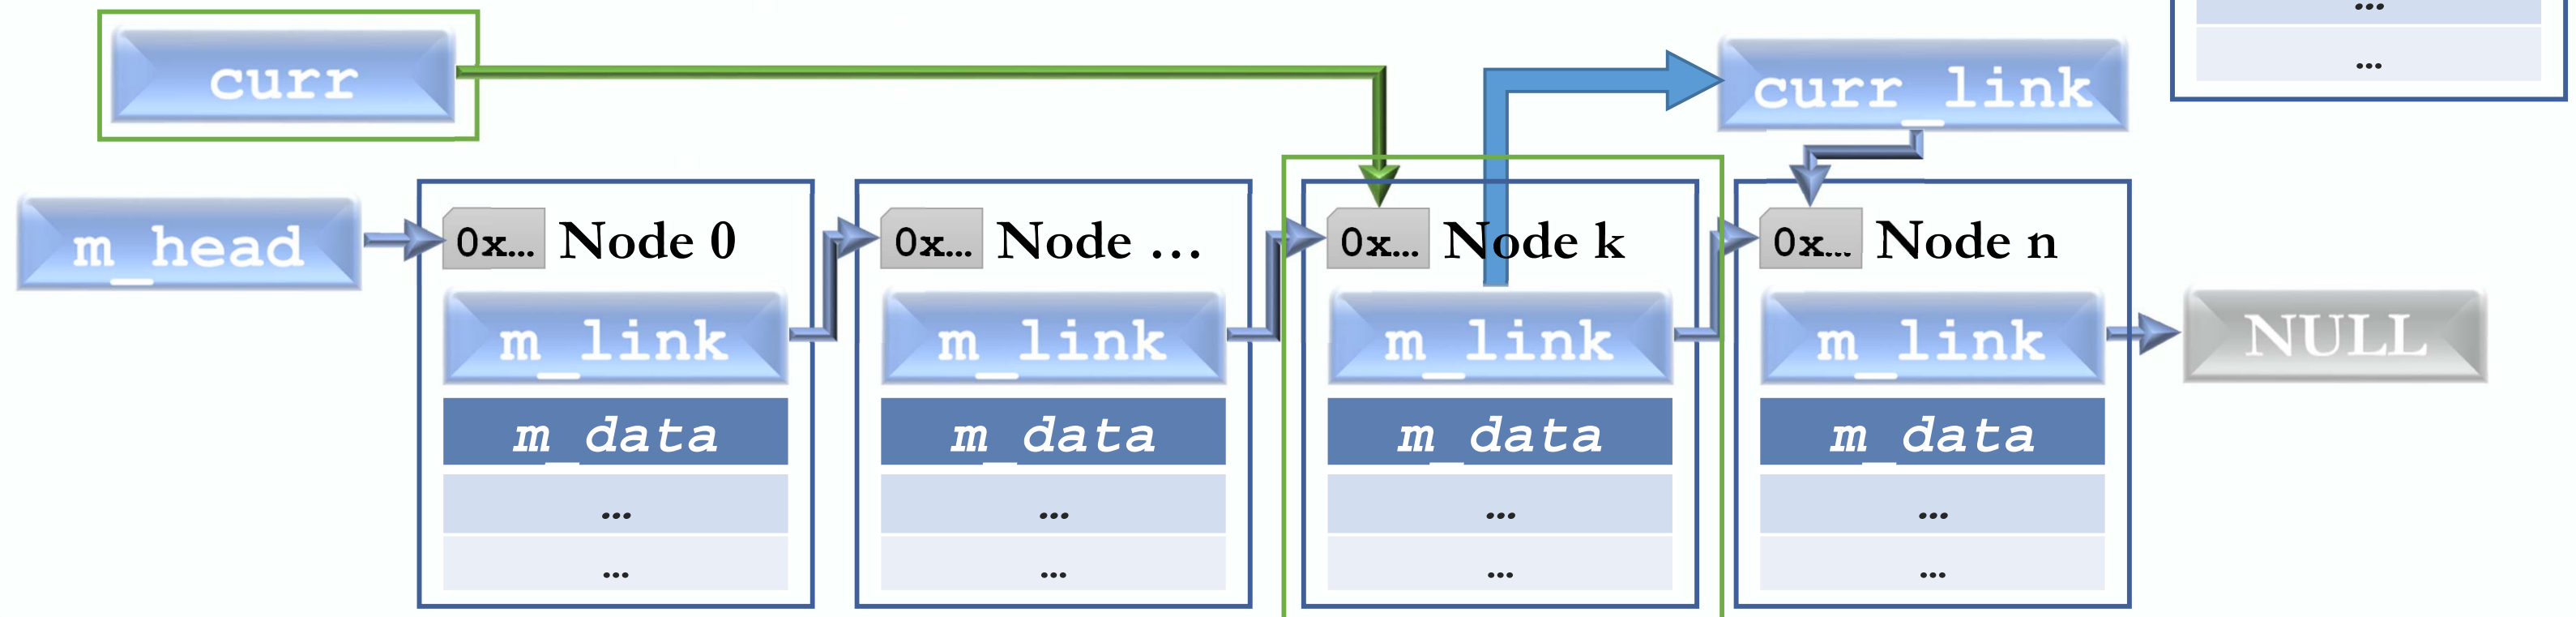 ...
...
curr
curr_link
m_head
0x... Node 0
m_link
m_data
...
...
0x... Node ...
m_link
m_data
...
...
0x... Node k
m_link
m_data
...
...
0x... Node n
m_link
m_data
...
...
NULL